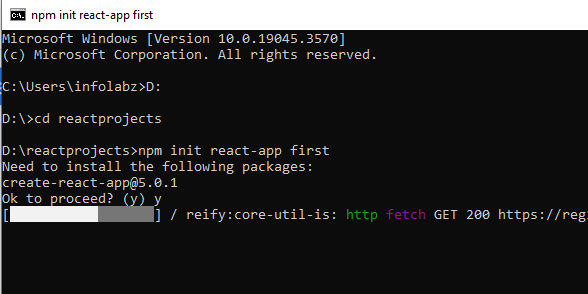 npm init react-app first
Microsoft Windows [Version 10.0.19045.3570]
(c) Microsoft Corporation. All rights reserved.
C:\Users\infolabz>D:
D:\>cd reactprojects
D:\reactprojects>npm init react-app first
Need to install the following packages:
create-react-app@5.0.1
Ok to proceed? (y) y
[ ] / reify:core-util-is: http fetch GET 200 https://reg